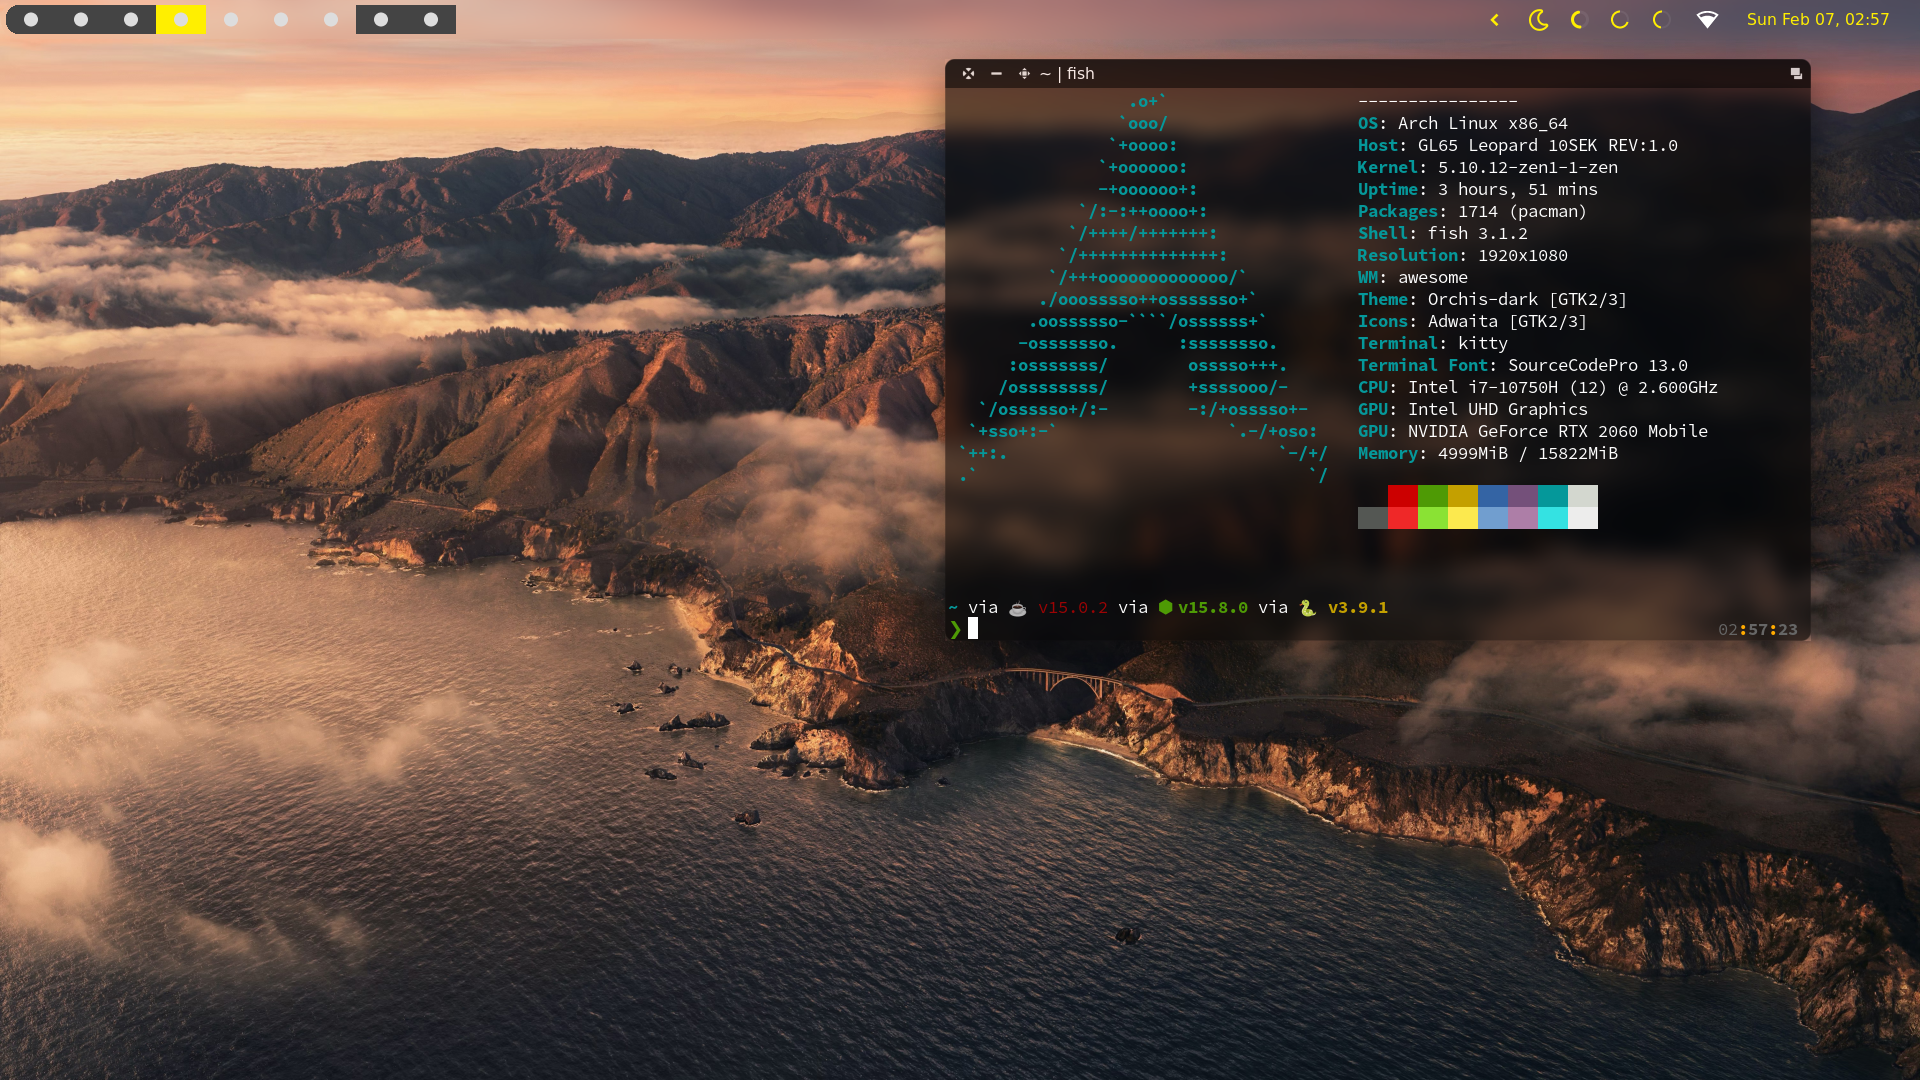 Sun Feb 07, 02:57
~ | fish
                 .o+`                   ----------------
                `ooo/                   OS: Arch Linux x86_64
               `+oooo:                  Host: GL65 Leopard 10SEK REV:1.0
              `+oooooo:                 Kernel: 5.10.12-zen1-1-zen
              -+oooooo+:                Uptime: 3 hours, 51 mins
            `/:-:++oooo+:               Packages: 1714 (pacman)
           `/++++/+++++++:              Shell: fish 3.1.2
          `/++++++++++++++:             Resolution: 1920x1080
         `/+++ooooooooooooo/`           WM: awesome
        ./ooosssso++osssssso+`          Theme: Orchis-dark [GTK2/3]
       .oossssso-````/ossssss+`         Icons: Adwaita [GTK2/3]
      -osssssso.      :ssssssso.        Terminal: kitty
     :osssssss/        osssso+++.       Terminal Font: SourceCodePro 13.0
    /ossssssss/        +ssssooo/-       CPU: Intel i7-10750H (12) @ 2.600GHz
  `/ossssso+/:-        -:/+osssso+-     GPU: Intel UHD Graphics
 `+sso+:-`                 `.-/+oso:    GPU: NVIDIA GeForce RTX 2060 Mobile
`++:.                           `-/+/   Memory: 4999MiB / 15822MiB
.`                                 `/
~ via ☕ v15.0.2 via ⬢ v15.8.0 via 🐍 v3.9.1
❯ 02:57:23